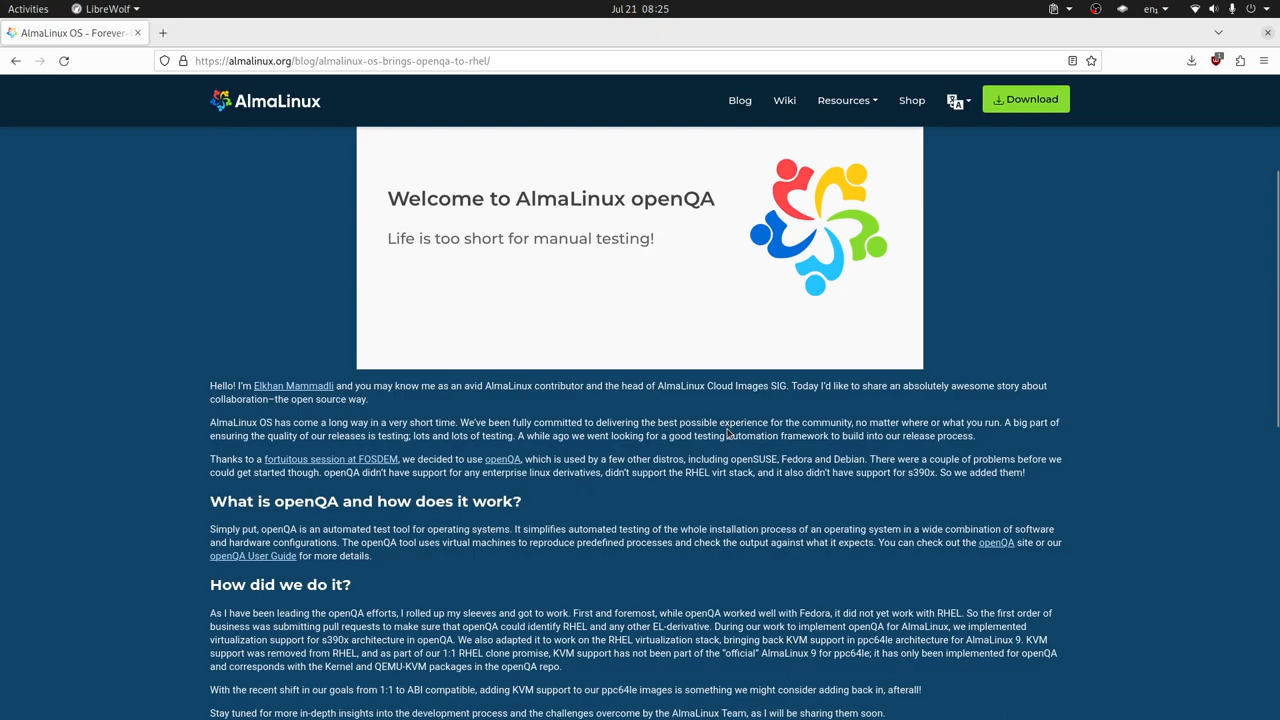 Activities
LibreWolf
Jul 21 08:25
en₁
AlmaLinux OS - Forever-
https://almalinux.org/blog/almalinux-os-brings-openqa-to-rhel/
1
AlmaLinux
Blog
Wiki
Resources
Shop
Download
Welcome to AlmaLinux openQA
Life is too short for manual testing!
Hello! I'm Elkhan Mammadli and you may know me as an avid AlmaLinux contributor and the head of AlmaLinux Cloud Images SIG. Today I'd like to share an absolutely awesome story about
collaboration–the open source way.
AlmaLinux OS has come a long way in a very short time. We've been fully committed to delivering the best possible experience for the community, no matter where or what you run. A big part of
ensuring the quality of our releases is testing; lots and lots of testing. A while ago we went looking for a good testing automation framework to build into our release process.
Thanks to a fortuitous session at FOSDEM, we decided to use openQA, which is used by a few other distros, including openSUSE, Fedora and Debian. There were a couple of problems before we
could get started though. openQA didn't have support for any enterprise linux derivatives, didn't support the RHEL virt stack, and it also didn't have support for s390x. So we added them!
What is openQA and how does it work?
Simply put, openQA is an automated test tool for operating systems. It simplifies automated testing of the whole installation process of an operating system in a wide combination of software
and hardware configurations. The openQA tool uses virtual machines to reproduce predefined processes and check the output against what it expects. You can check out the openQA site or our
openQA User Guide for more details.
How did we do it?
As I have been leading the openQA efforts, I rolled up my sleeves and got to work. First and foremost, while openQA worked well with Fedora, it did not yet work with RHEL. So the first order of
business was submitting pull requests to make sure that openQA could identify RHEL and any other EL-derivative. During our work to implement openQA for AlmaLinux, we implemented
virtualization support for s390x architecture in openQA. We also adapted it to work on the RHEL virtualization stack, bringing back KVM support in ppc64le architecture for AlmaLinux 9. KVM
support was removed from RHEL, and as part of our 1:1 RHEL clone promise, KVM support has not been part of the "official" AlmaLinux 9 for ppc64le; it has only been implemented for openQA
and corresponds with the Kernel and QEMU-KVM packages in the openQA repo.
With the recent shift in our goals from 1:1 to ABI compatible, adding KVM support to our ppc64le images is something we might consider adding back in, afterall!
Stay tuned for more in-depth insights into the development process and the challenges overcome by the AlmaLinux Team, as I will be sharing them soon.